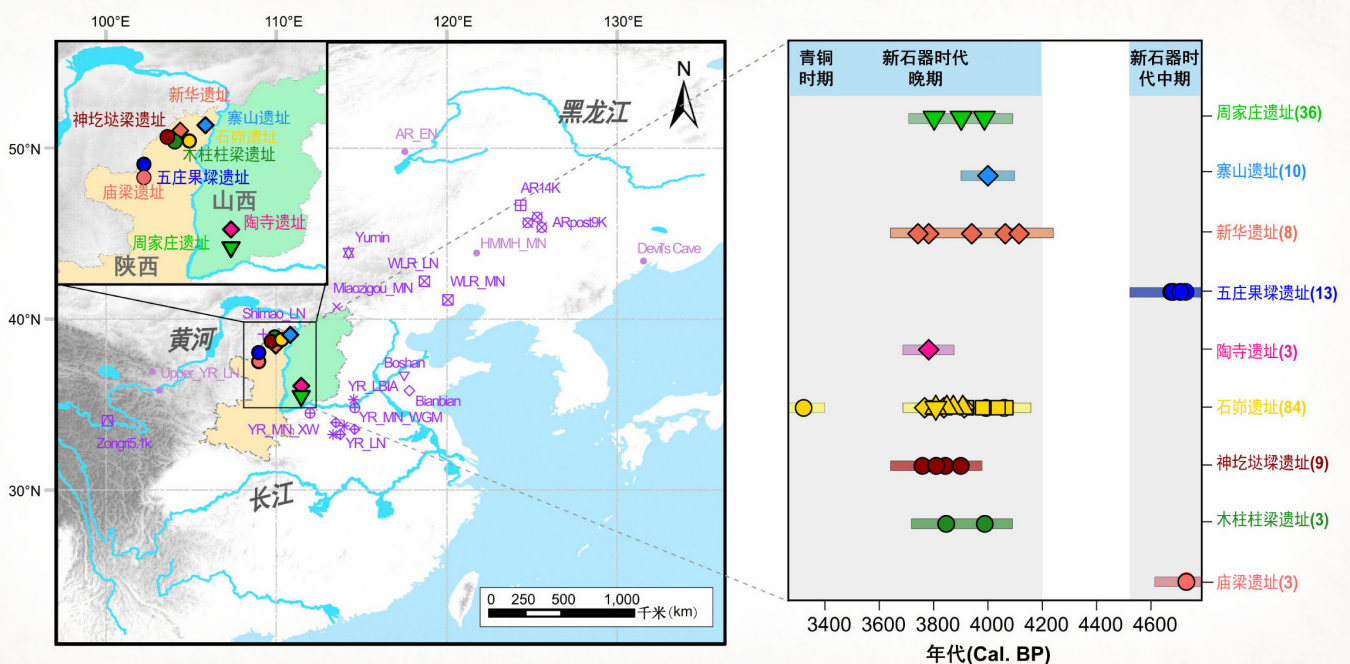 100°E
110°E
120°E
130°E
50°N
40°N
30°N
新华遗址
神圪垯梁遗址
寨山遗址
石峁遗址
木柱柱梁遗址
五庄果墚遗址
庙梁遗址
山西
陶寺遗址
周家庄遗址
陕西
N
黑龙江
AR_EN
AR14K
ARpost9K
HMMH_MN
Devil's Cave
Yumin
WLR_LN
WLR_MN
Miaozigou_MN
Shimao_LN
黄河
Upper_YR_LN
Boshan
YR_LBIA
Bianbian
YR_MN_WGM
YR_MN_XW
YR_LN
Zongri5.1k
长江
0 250 500 1,000
千米(km)
青铜
时期
新石器时代
晚期
新石器时
代中期
周家庄遗址(36)
寨山遗址(10)
新华遗址(8)
五庄果墚遗址(13)
陶寺遗址(3)
石峁遗址(84)
神圪垯墚遗址(9)
木柱柱梁遗址(3)
庙梁遗址(3)
3400 3600 3800 4000 4200 4400 4600
年代(Cal. BP)